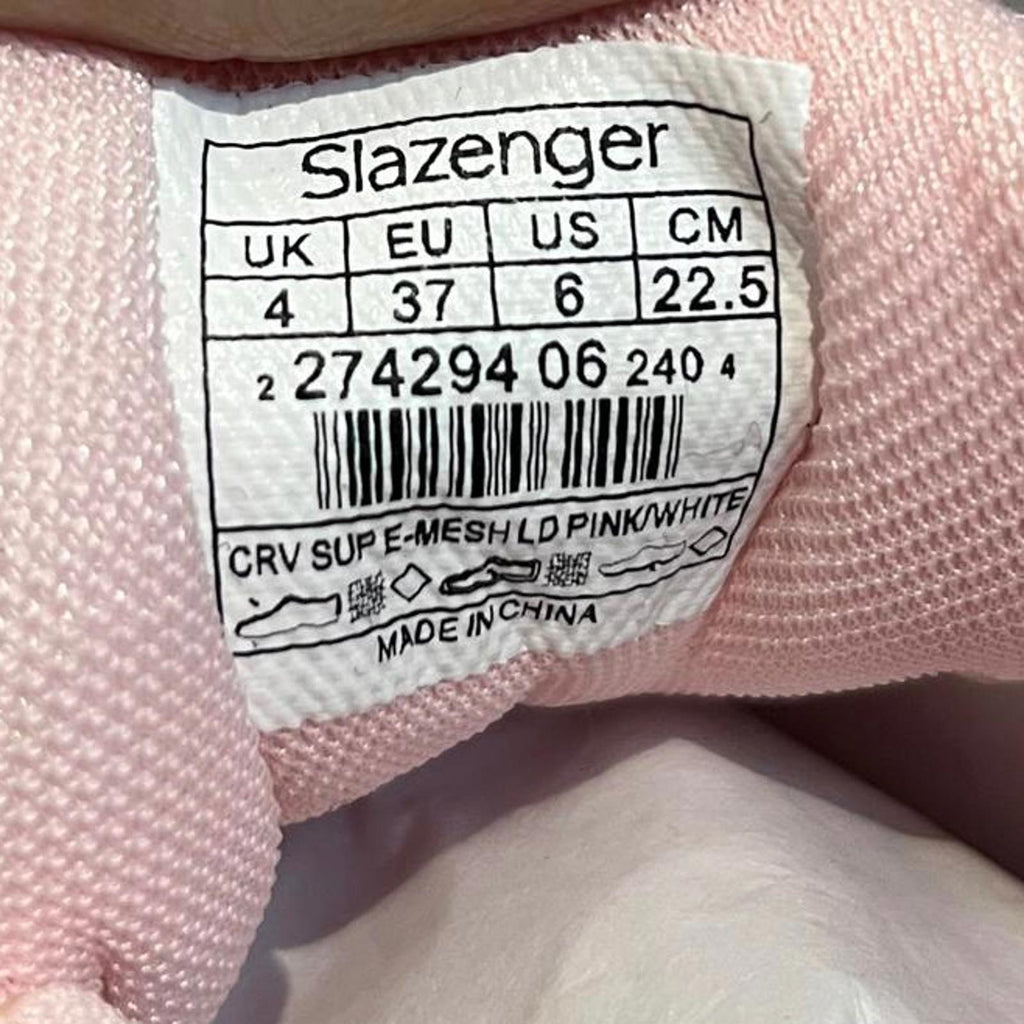 Slazenger
UK EU US CM
4 37 6 22.5
2 274294 06 240 4
CRV SUP E-MESH LD PINK/WHITE
MADE IN CHINA